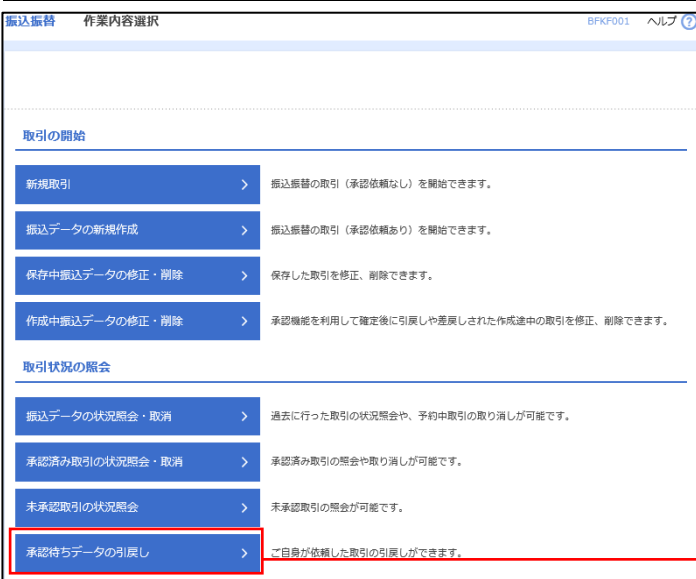 振込振替 作業内容選択 BFKF001 ヘルプ ?
取引の開始
新規取引 振込振替の取引（承認依頼なし）を開始できます。
振込データの新規作成 振込振替の取引（承認依頼あり）を開始できます。
保存中振込データの修正・削除 保存した取引を修正、削除できます。
作成中振込データの修正・削除 承認機能を利用して確定後に引戻しや差戻しされた作成途中の取引を修正、削除できます。
取引状況の照会
振込データの状況照会・取消 過去に行った取引の状況照会や、予約中取引の取り消しが可能です。
承認済み取引の状況照会・取消 承認済み取引の照会や取り消しが可能です。
未承認取引の状況照会 未承認取引の照会が可能です。
承認待ちデータの引戻し ご自身が依頼した取引の引戻しができます。